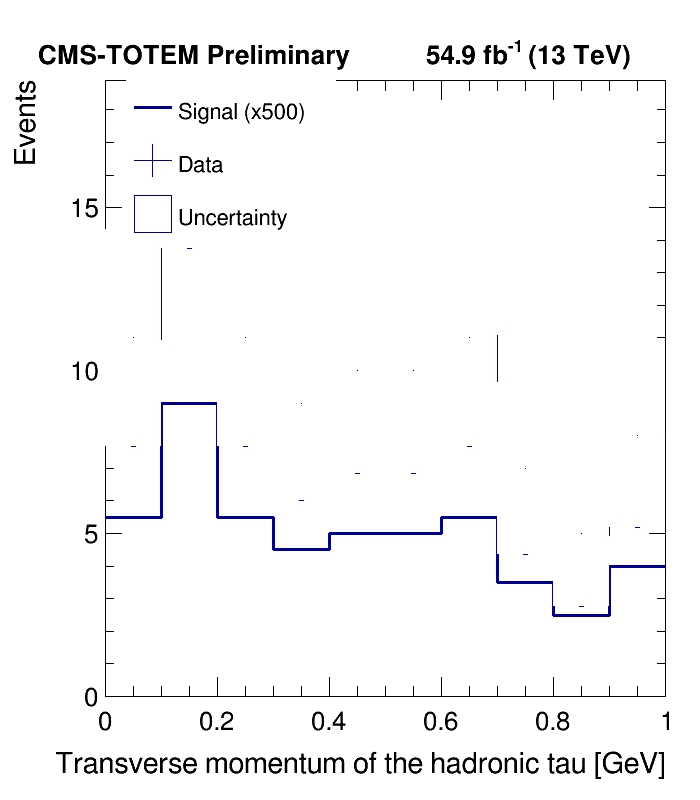 CMS-TOTEM Preliminary 54.9 fb-1 (13 TeV)
Events
Signal (x500)
Data
Uncertainty
15
10
5
0
0 0.2 0.4 0.6 0.8 1
Transverse momentum of the hadronic tau [GeV]